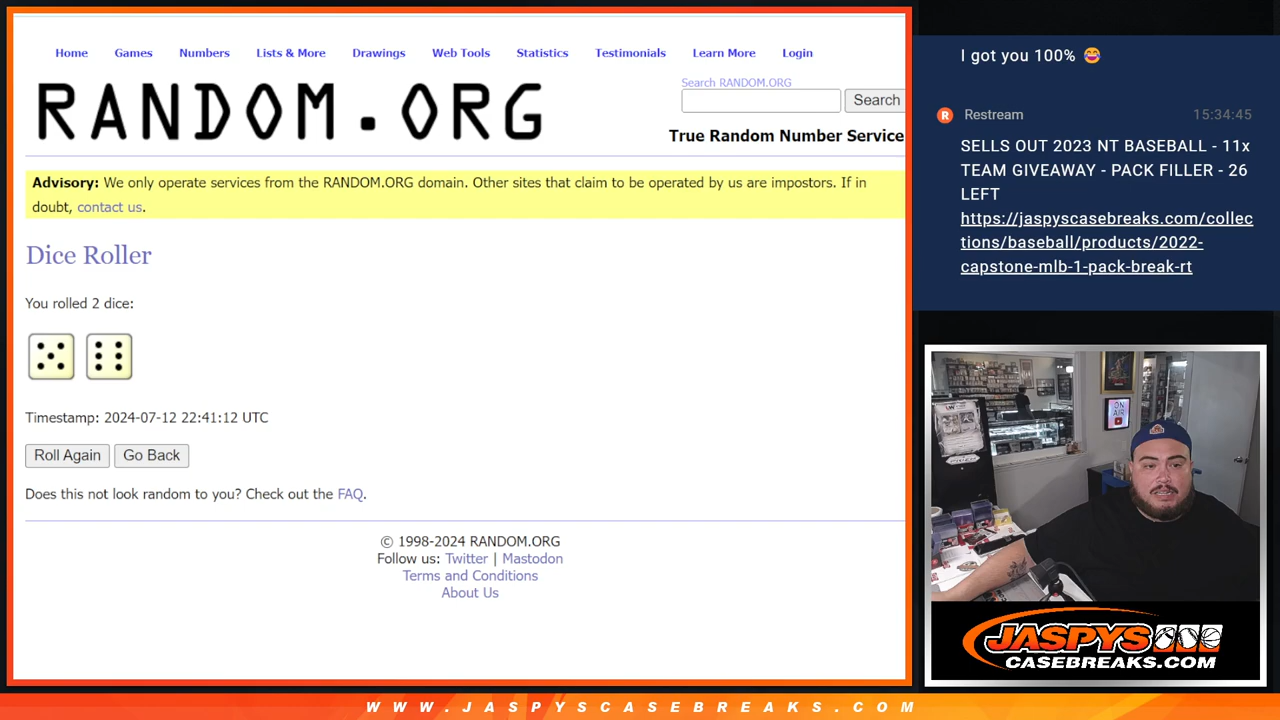 Home Games Numbers Lists & More Drawings Web Tools Statistics Testimonials Learn More Login
RANDOM.ORG
Search RANDOM.ORG
Search
True Random Number Service
Advisory: We only operate services from the RANDOM.ORG domain. Other sites that claim to be operated by us are impostors. If in
doubt, contact us.
Dice Roller
You rolled 2 dice:
Timestamp: 2024-07-12 22:41:12 UTC
Roll Again Go Back
Does this not look random to you? Check out the FAQ.
© 1998-2024 RANDOM.ORG
Follow us: Twitter | Mastodon
Terms and Conditions
About Us
I got you 100% 😂
R Restream 15:34:45
SELLS OUT 2023 NT BASEBALL - 11x
TEAM GIVEAWAY - PACK FILLER - 26
LEFT
https://jaspyscasebreaks.com/collec
tions/baseball/products/2022-
capstone-mlb-1-pack-break-rt
ON
AIR
JASPYS
CASEBREAKS.COM
WWW.JASPYSCASEBREAKS.COM